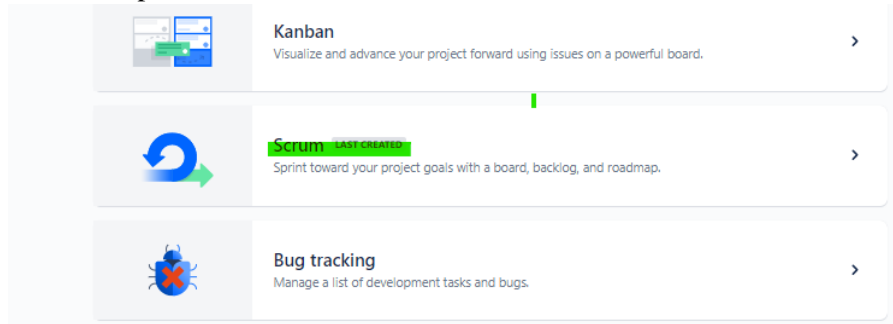 Kanban
Visualize and advance your project forward using issues on a powerful board.
Scrum LAST CREATED
Sprint toward your project goals with a board, backlog, and roadmap.
Bug tracking
Manage a list of development tasks and bugs.